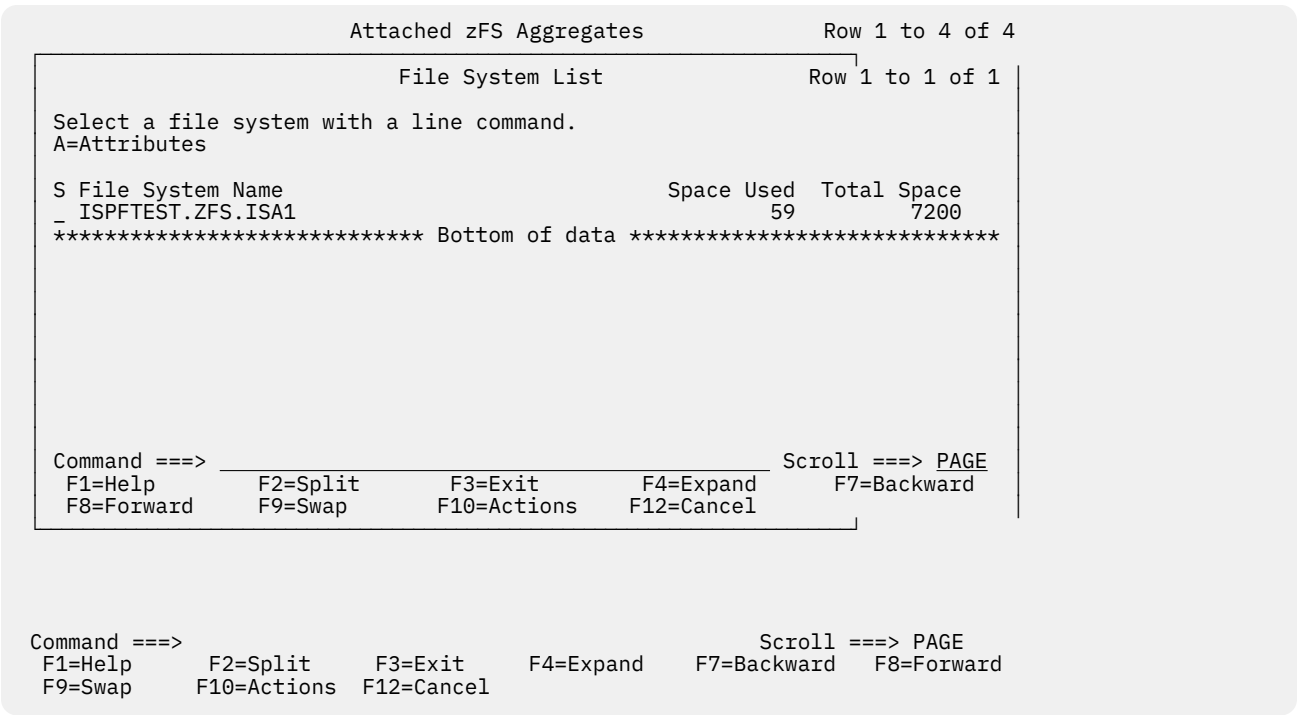 Attached zFS Aggregates Row 1 to 4 of 4
File System List Row 1 to 1 of 1
Select a file system with a line command.
A=Attributes
S File System Name Space Used Total Space
_ ISPFTEST.ZFS.ISA1 59 7200
***************************** Bottom of data *****************************
Command ===> ___________________________________________ Scroll ===> PAGE
F1=Help F2=Split F3=Exit F4=Expand F7=Backward
F8=Forward F9=Swap F10=Actions F12=Cancel
Command ===> Scroll ===> PAGE
F1=Help F2=Split F3=Exit F4=Expand F7=Backward F8=Forward
F9=Swap F10=Actions F12=Cancel